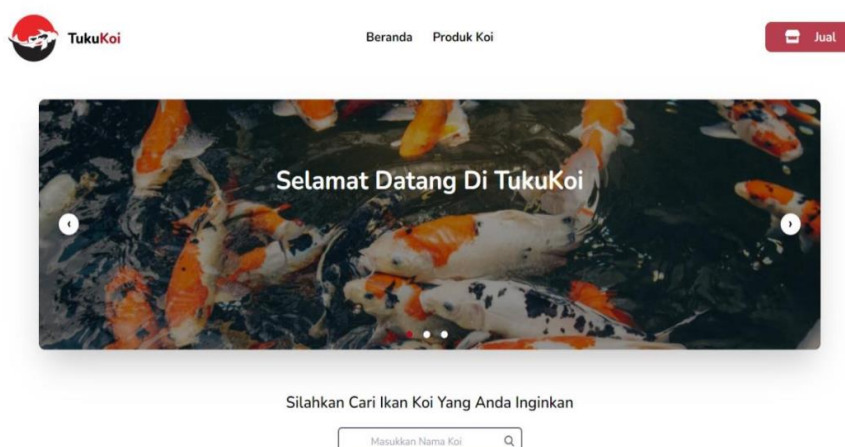 TukuKoi
Beranda Produk Koi
Jual
Selamat Datang Di TukuKoi
Silahkan Cari Ikan Koi Yang Anda Inginkan
Masukkan Nama Koi